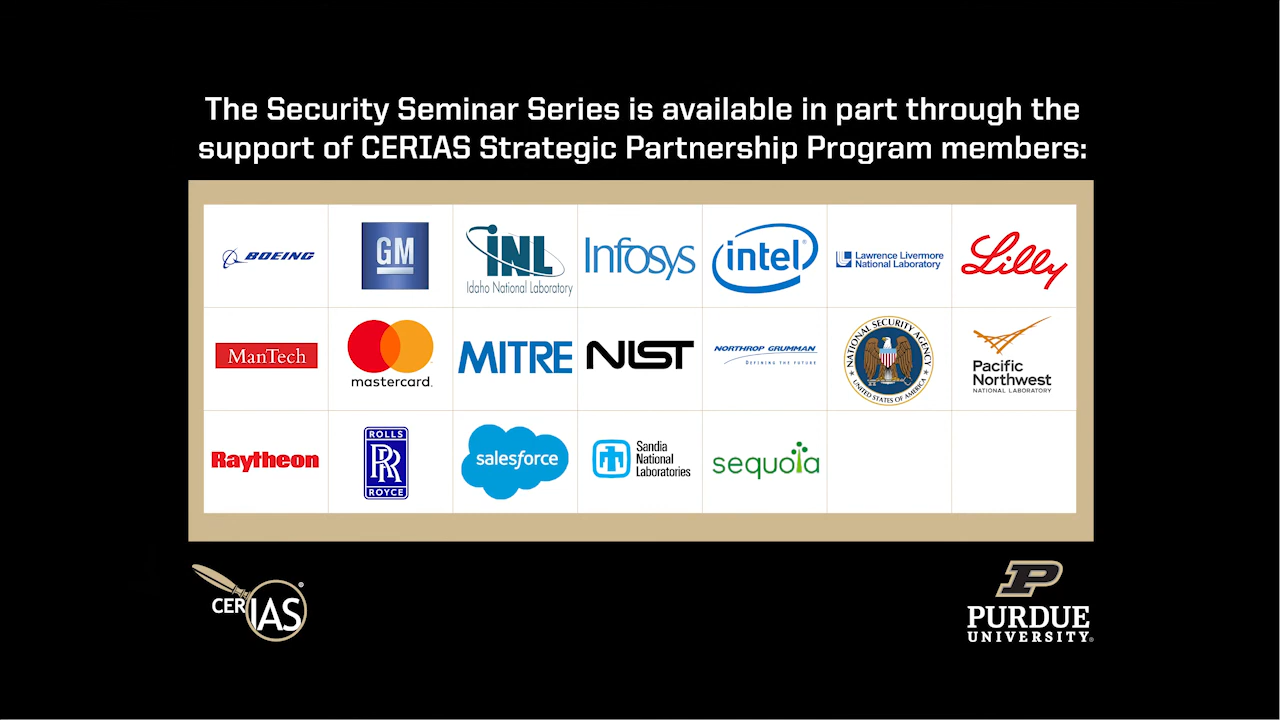 The Security Seminar Series is available in part through the
support of CERIAS Strategic Partnership Program members:
BOEING
GM
INL
Idaho National Laboratory
Infosys
intel®
Lawrence Livermore
National Laboratory
Lilly
ManTech
mastercard.
MITRE
NIST
NORTHROP GRUMMAN
DEFINING THE FUTURE
NATIONAL SECURITY AGENCY
UNITED STATES OF AMERICA
Pacific
Northwest
NATIONAL LABORATORY
Raytheon
ROLLS
RR
ROYCE
salesforce
Sandia
National
Laboratories
sequoia
CERIAS®
P
PURDUE
UNIVERSITY®